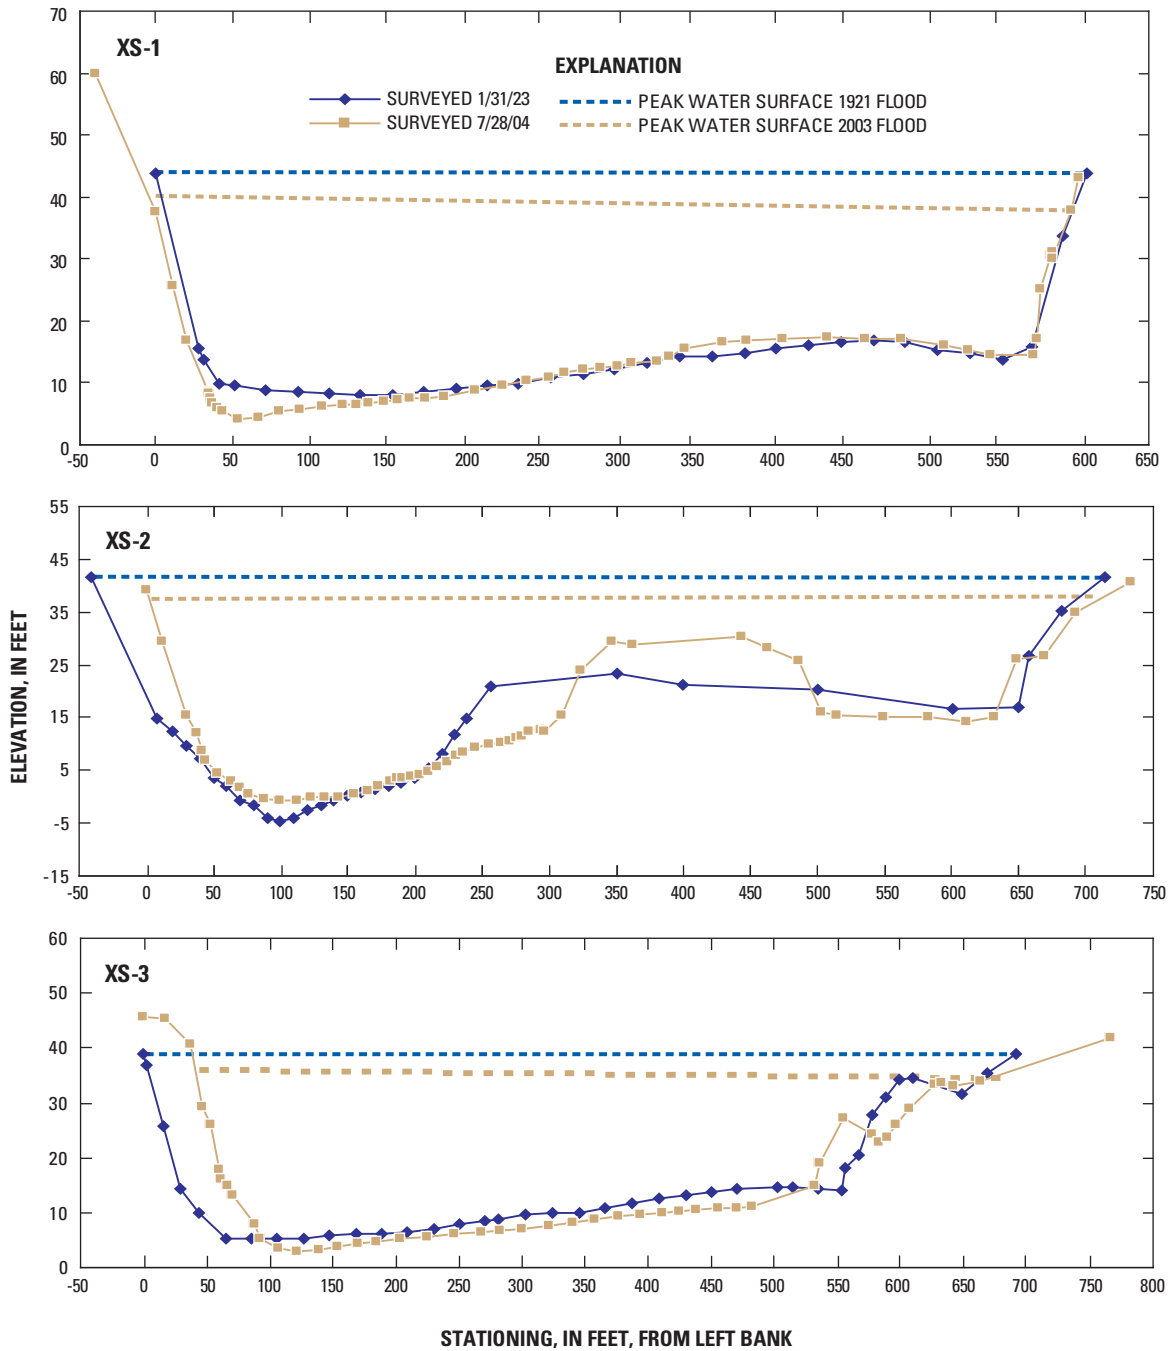 70
XS-1
EXPLANATION
60
SURVEYED 1/31/23
PEAK WATER SURFACE 1921 FLOOD
SURVEYED 7/28/04
PEAK WATER SURFACE 2003 FLOOD
50
40
30
20
10
0
-50 0 50 100 150 200 250 300 350 400 450 500 550 600 650
55
XS-2
45
35
25
15
5
-5
-15
-50 0 50 100 150 200 250 300 350 400 450 500 550 600 650 700 750
ELEVATION, IN FEET
60
XS-3
50
40
30
20
10
0
-50 0 50 100 150 200 250 300 350 400 450 500 550 600 650 700 750 800
STATIONING, IN FEET, FROM LEFT BANK